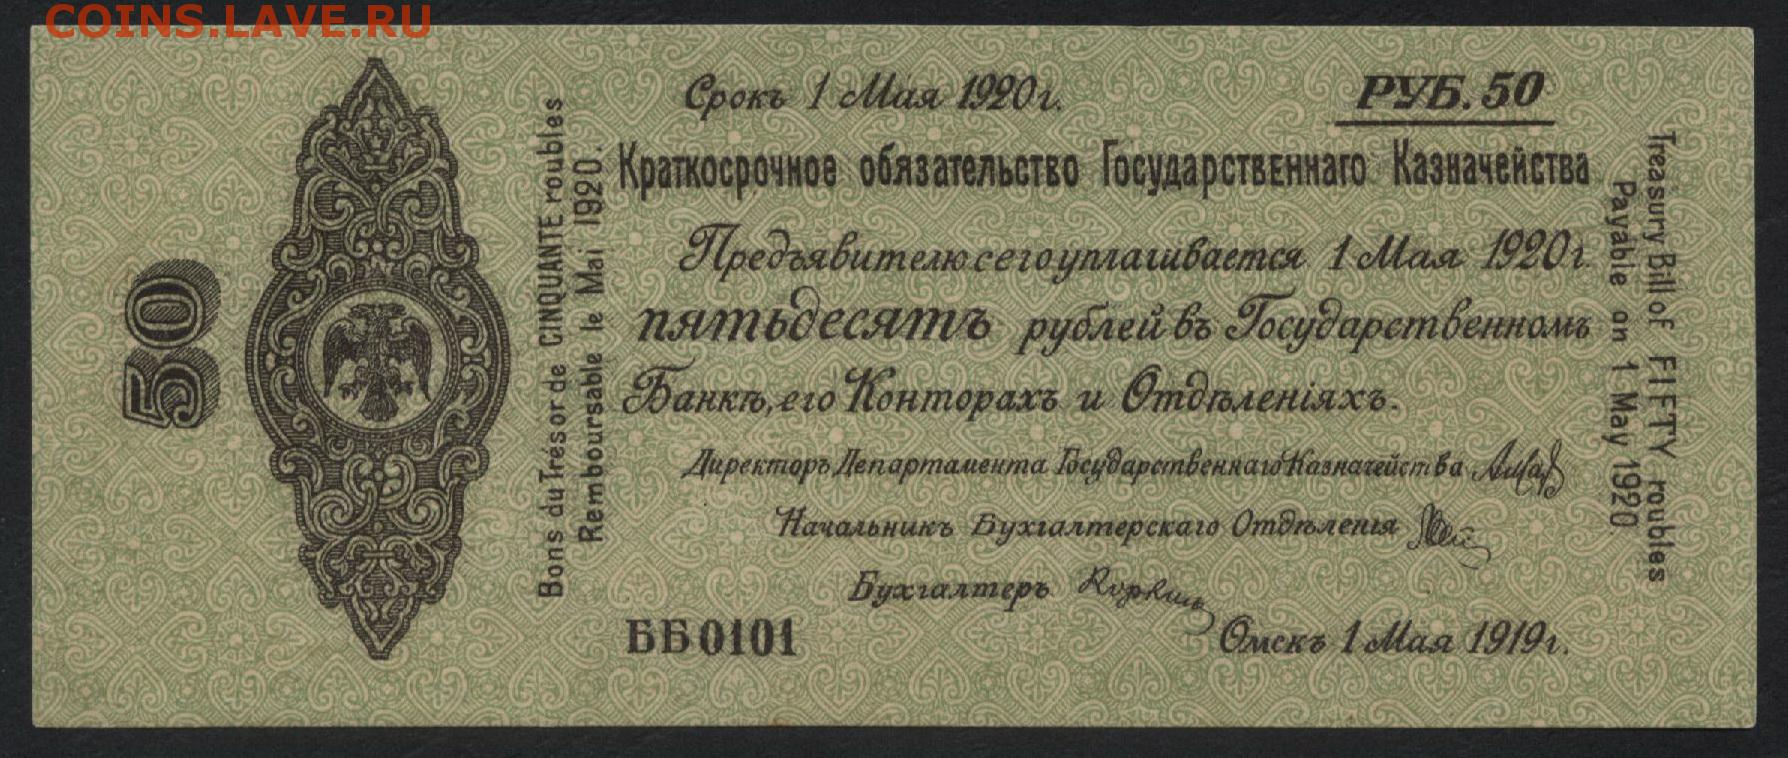 COINS.LAVE.RU
Срокъ 1 Мая 1920г.
РУБ. 50
Краткосрочное обязательство Государственнаго Казначейства
Предъявителю сего уплачивается 1 Мая 1920г.
пятьдесятъ рублей въ Государственномъ
Банкѣ, его Конторахъ и Отдѣленіяхъ.
Директоръ Департамента Государственнаго Казначейства
Начальникъ Бухгалтерскаго Отдѣленія
Бухгалтеръ
ББ0101
Омскъ 1 Мая 1919г.
50
Bons du Trésor de CINQUANTE roubles
Remboursable le Mai 1920.
Treasury Bill of FIFTY roubles
Payable on 1 May 1920